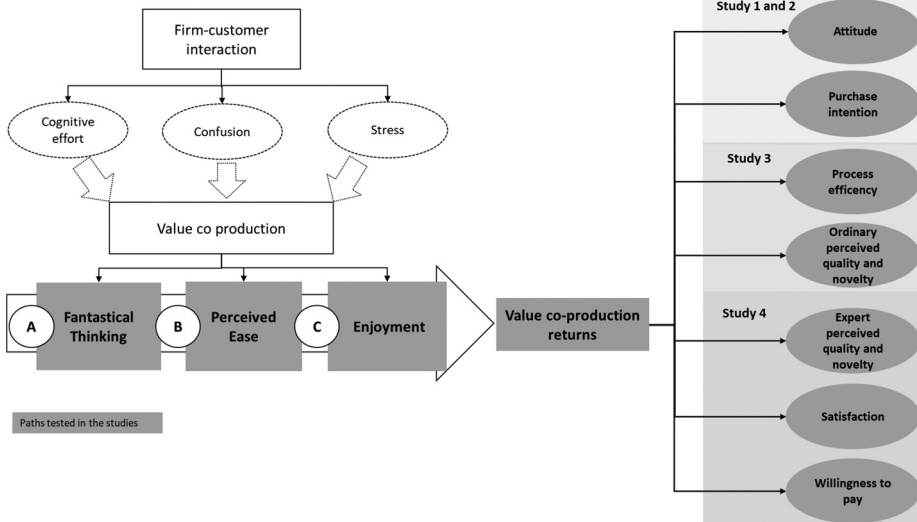 Firm-customer
interaction
Cognitive
effort
Confusion
Stress
Value co production
A
Fantastical
Thinking
B
Perceived
Ease
C
Enjoyment
Paths tested in the studies
Value co-production
returns
Study 1 and 2
Attitude
Purchase
intention
Study 3
Process
efficency
Ordinary
perceived
quality and
novelty
Study 4
Expert
perceived
quality and
novelty
Satisfaction
Willingness to
pay